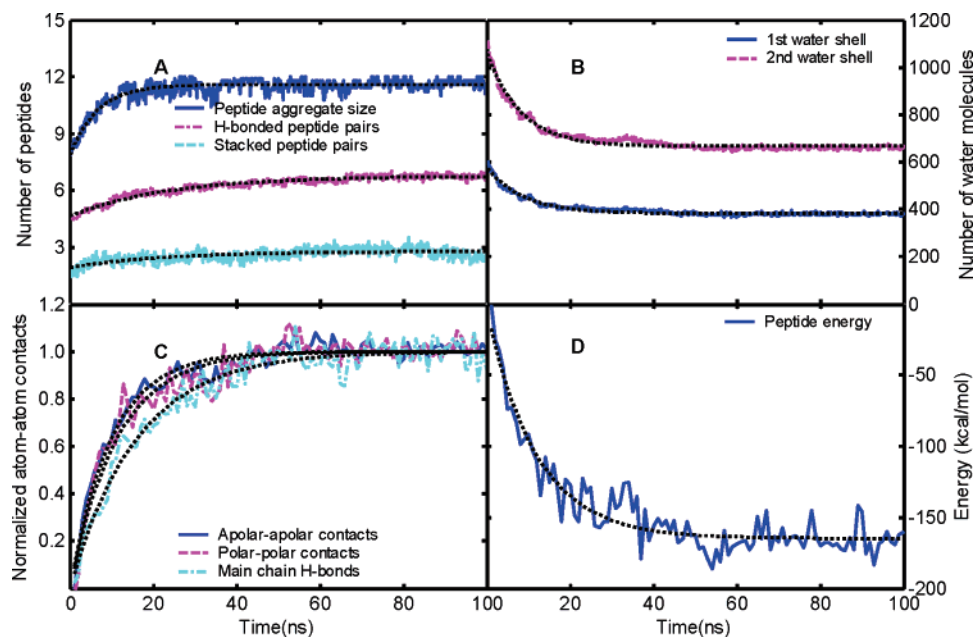 15
12
9
6
3
Number of peptides
A
Peptide aggregate size
H-bonded peptide pairs
Stacked peptide pairs
B
1st water shell
2nd water shell
1200
1000
800
600
400
200
0
Number of water molecules
1.2
1.0
0.8
0.6
0.4
0.2
Normalized atom-atom contacts
C
Apolar-apolar contacts
Polar-polar contacts
Main chain H-bonds
D
Peptide energy
-50
-100
-150
-200
Energy (kcal/mol)
0 20 40 60 80 100 20 40 60 80 100
Time(ns) Time(ns)